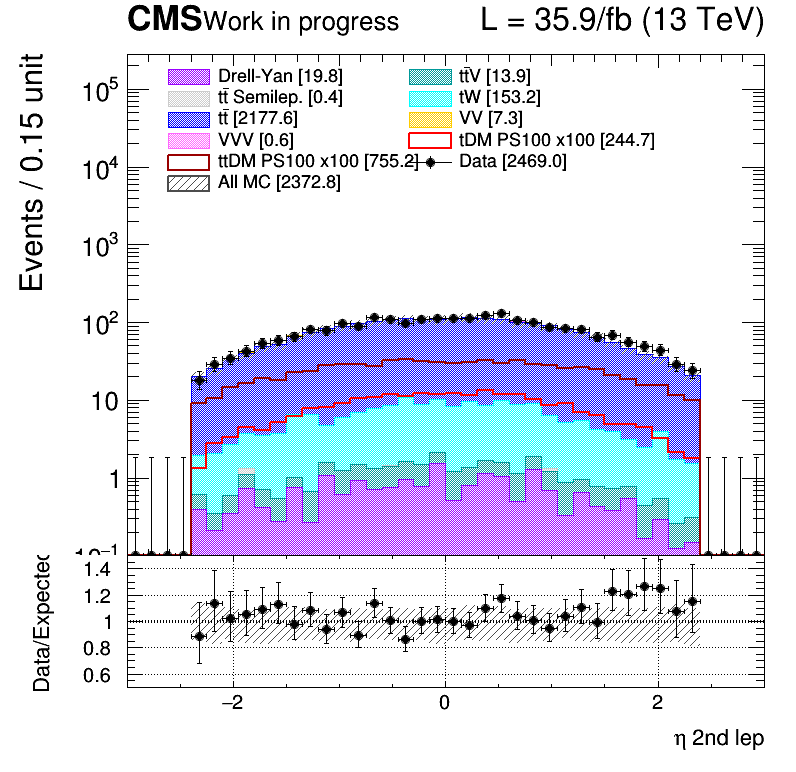 CMS Work in progress L = 35.9/fb (13 TeV)
Events / 0.15 unit
Drell-Yan [19.8] tt̄V [13.9]
tt̄ Semilep. [0.4] tW [153.2]
tt̄ [2177.6] VV [7.3]
VVV [0.6] tDM PS100 x100 [244.7]
ttDM PS100 x100 [755.2] Data [2469.0]
All MC [2372.8]
10⁵
10⁴
10³
10²
10
1
10⁻¹
Data/Expected
1.4
1.2
1
0.8
0.6
−2 0 2
η 2nd lep